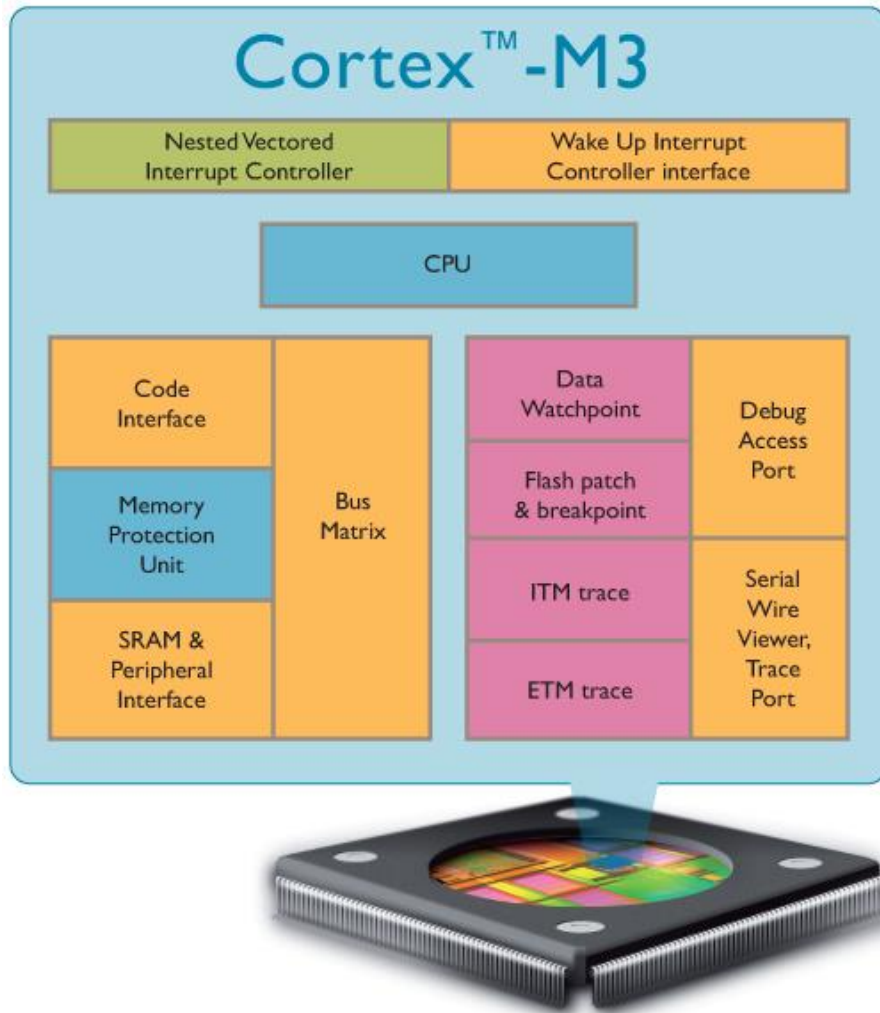 Cortex™-M3
Nested Vectored
Interrupt Controller
Wake Up Interrupt
Controller interface
CPU
Code
Interface
Memory
Protection
Unit
SRAM &
Peripheral
Interface
Bus
Matrix
Data
Watchpoint
Flash patch
& breakpoint
ITM trace
ETM trace
Debug
Access
Port
Serial
Wire
Viewer,
Trace
Port